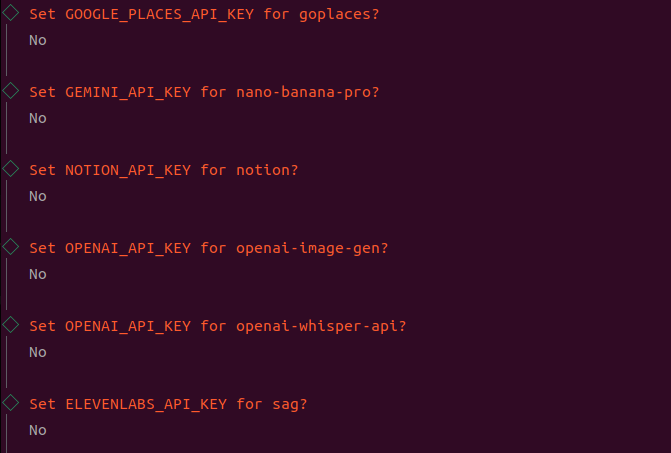 Set GOOGLE_PLACES_API_KEY for goplaces?
No
Set GEMINI_API_KEY for nano-banana-pro?
No
Set NOTION_API_KEY for notion?
No
Set OPENAI_API_KEY for openai-image-gen?
No
Set OPENAI_API_KEY for openai-whisper-api?
No
Set ELEVENLABS_API_KEY for sag?
No